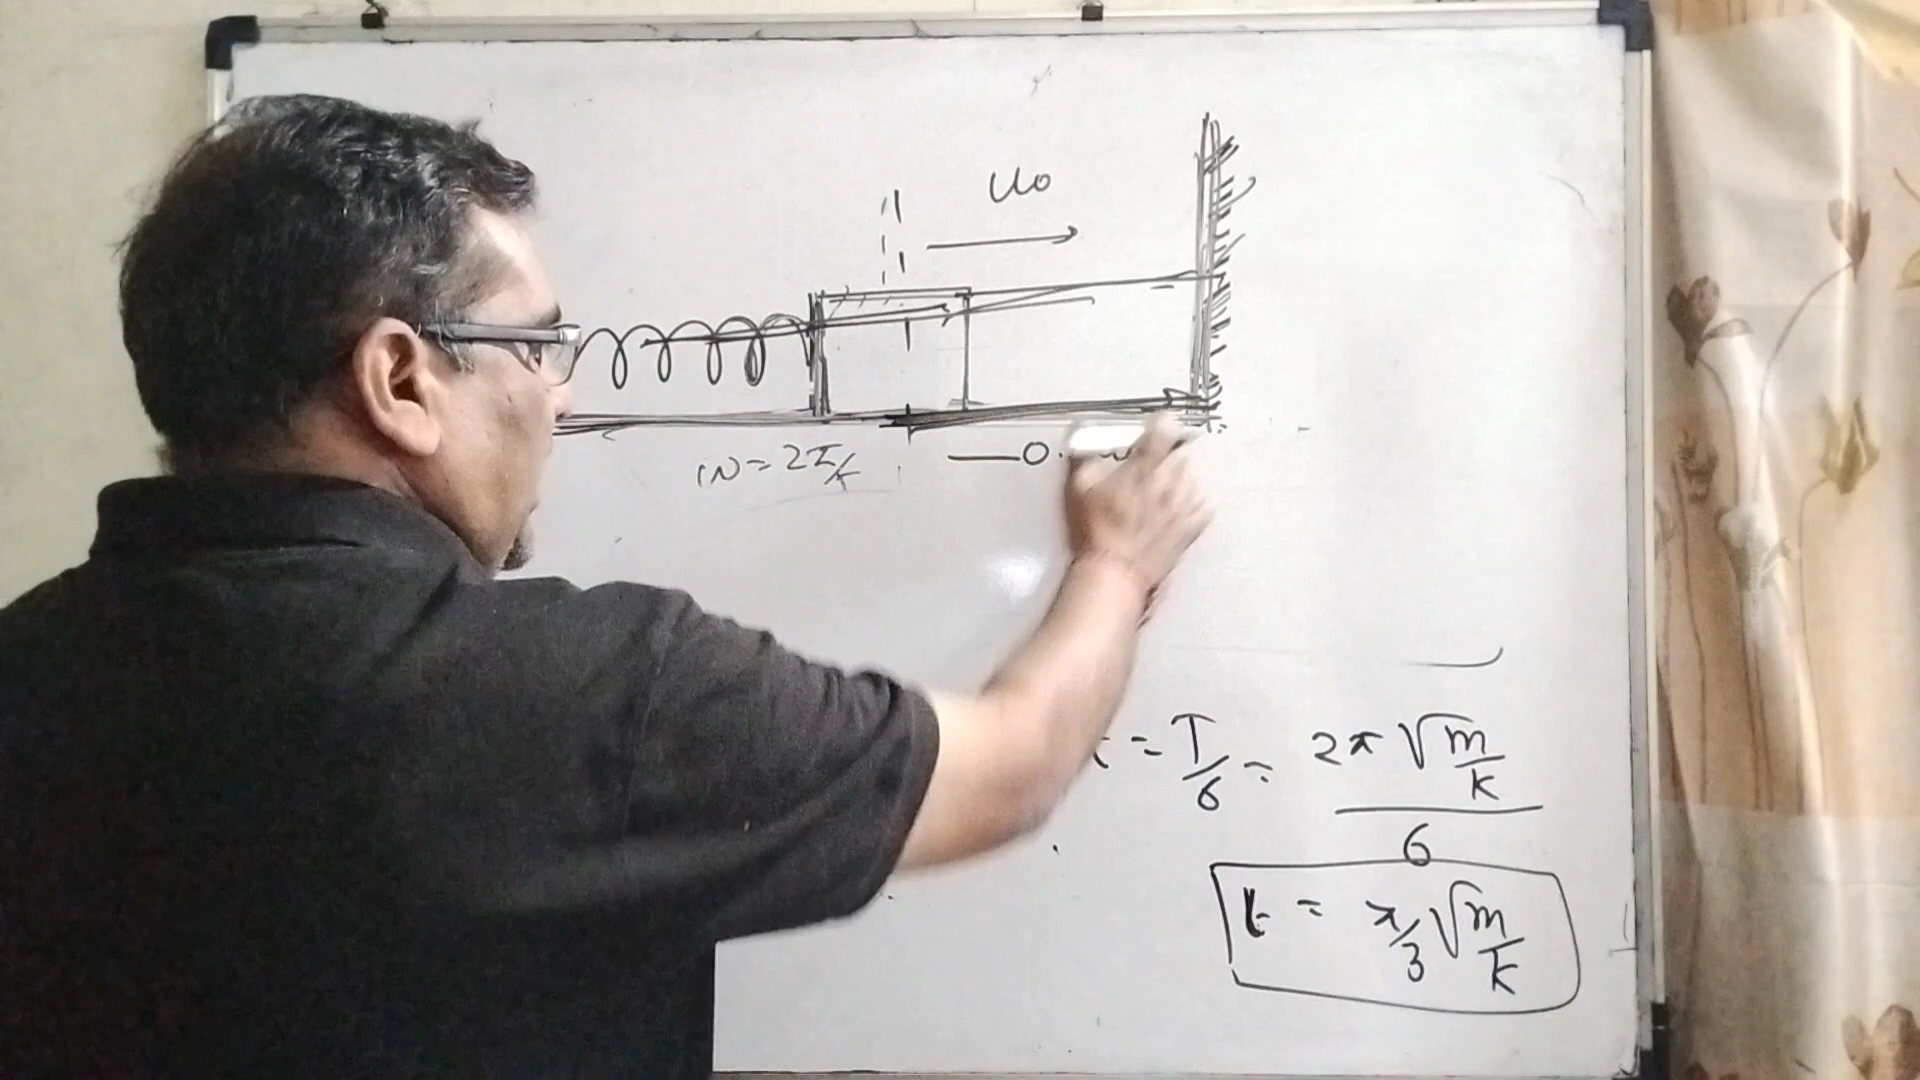 u₀
ω=2π/T
t = T/6 = 2π√(m/k) / 6
t = π/3 √(m/k)